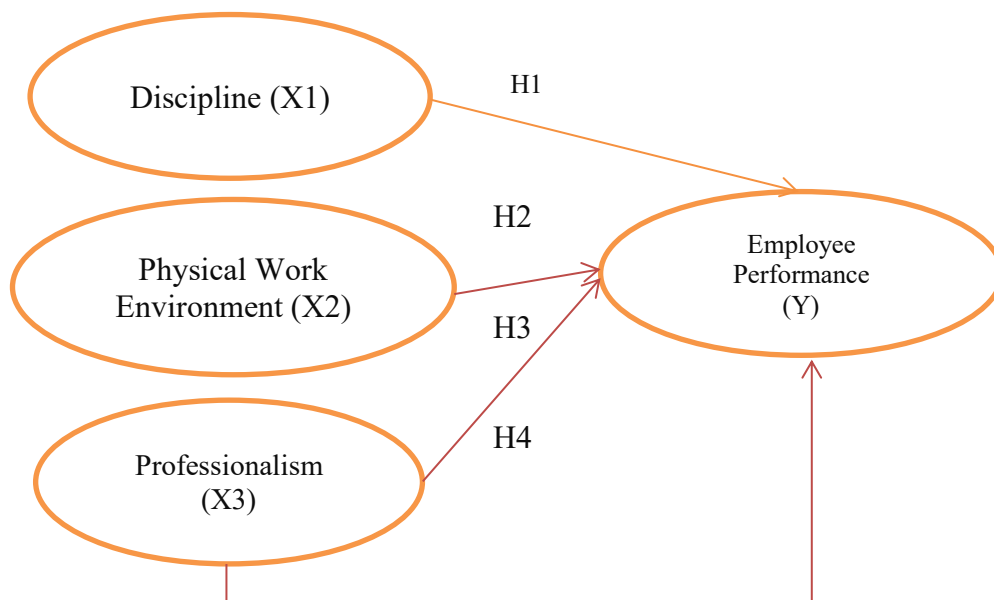 Discipline (X1)
H1
H2
Physical Work
Environment (X2)
Employee
Performance
(Y)
H3
H4
Professionalism
(X3)